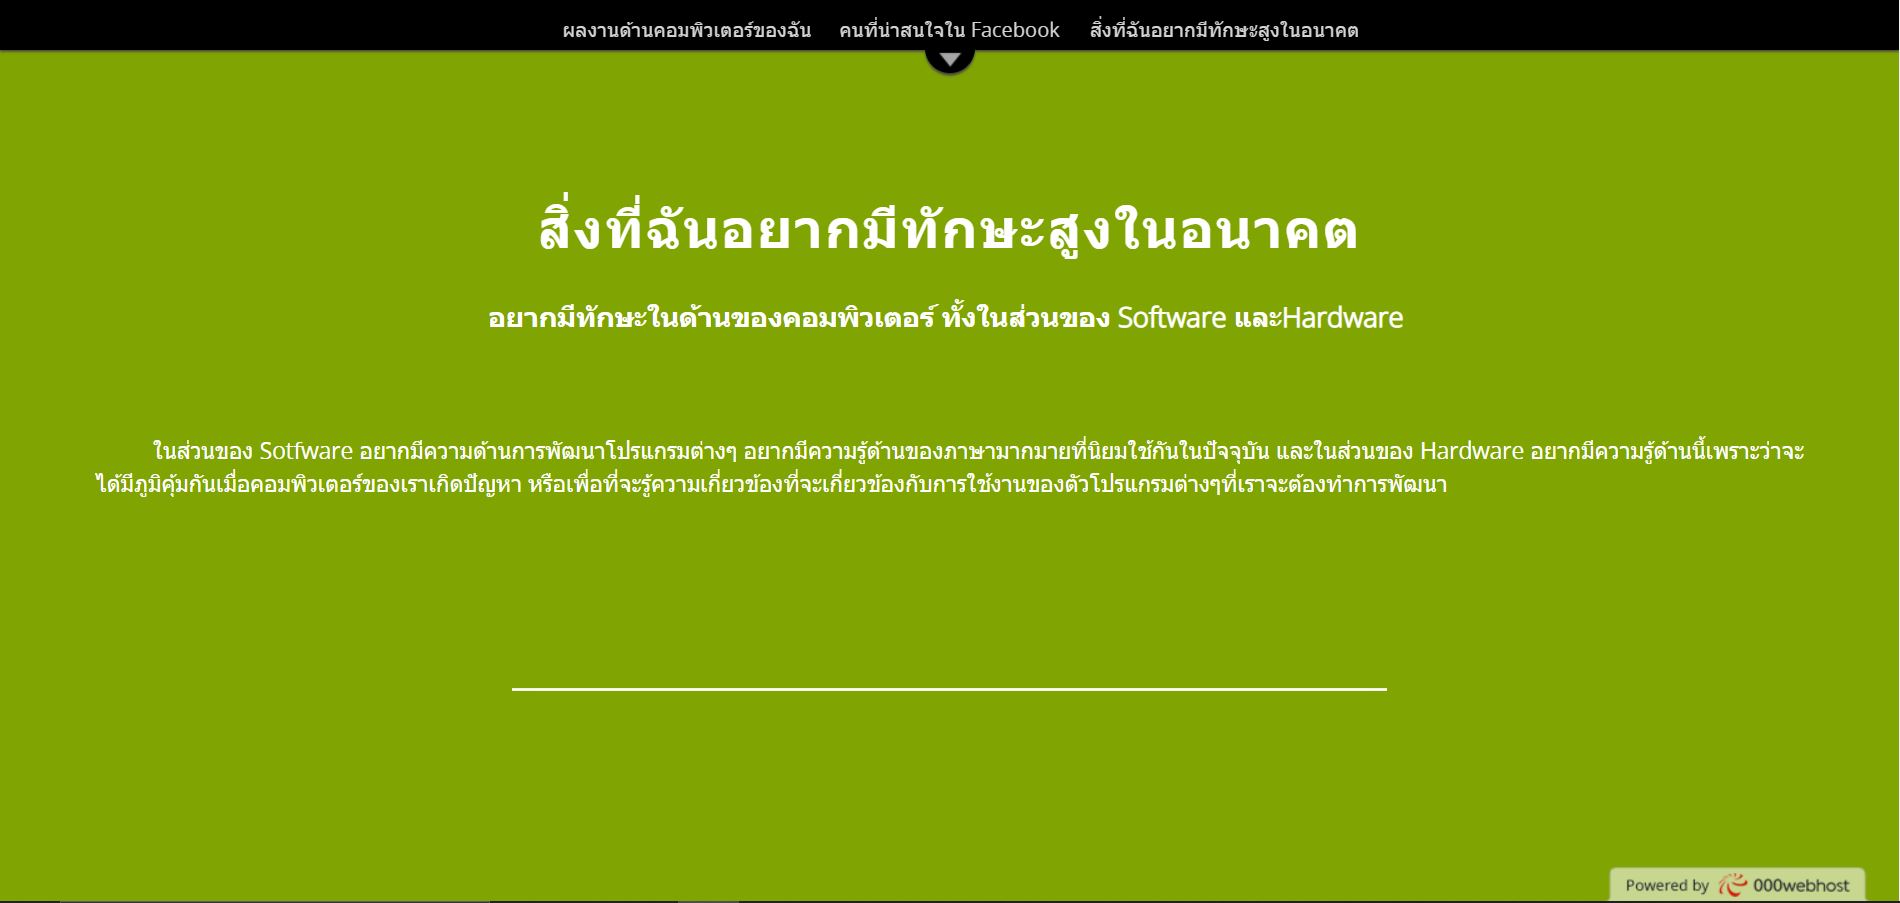 ผลงานด้านคอมพิวเตอร์ของฉัน คนที่น่าสนใจใน Facebook สิ่งที่ฉันอยากมีทักษะสูงในอนาคต
สิ่งที่ฉันอยากมีทักษะสูงในอนาคต
อยากมีทักษะในด้านของคอมพิวเตอร์ ทั้งในส่วนของ Software และHardware
ในส่วนของ Sotfware อยากมีความด้านการพัฒนาโปรแกรมต่างๆ อยากมีความรู้ด้านของภาษามากมายที่นิยมใช้กันในปัจจุบัน และในส่วนของ Hardware อยากมีความรู้ด้านนี้เพราะว่าจะ
ได้มีภูมิคุ้มกันเมื่อคอมพิวเตอร์ของเราเกิดปัญหา หรือเพื่อที่จะรู้ความเกี่ยวข้องที่จะเกี่ยวข้องกับการใช้งานของตัวโปรแกรมต่างๆที่เราจะต้องทำการพัฒนา
Powered by 000webhost